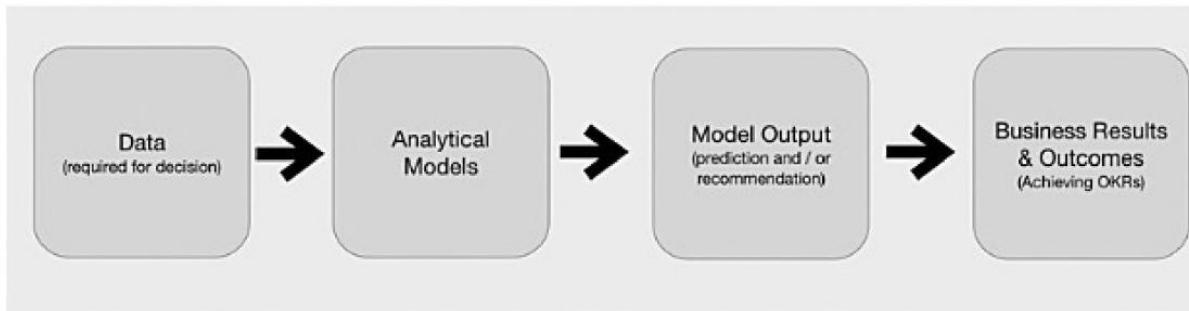 Data
(required for decision)
Analytical
Models
Model Output
(prediction and / or
recommendation)
Business Results
& Outcomes
(Achieving OKRs)